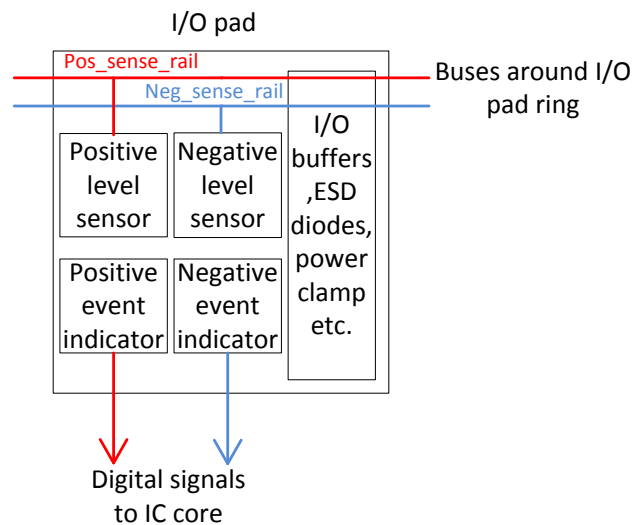 I/O pad
Pos_sense_rail
Neg_sense_rail
Buses around I/O
pad ring
Positive
level
sensor
Negative
level
sensor
I/O
buffers
,ESD
diodes,
power
clamp
etc.
Positive
event
indicator
Negative
event
indicator
Digital signals
to IC core